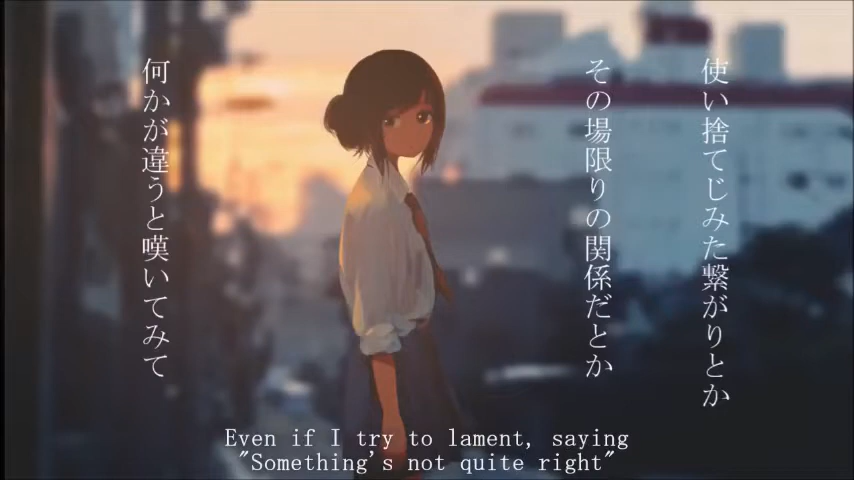 使い捨てじみた繋がりとか
その場限りの関係だとか
何かが違うと嘆いてみて
Even if I try to lament, saying
"Something's not quite right"